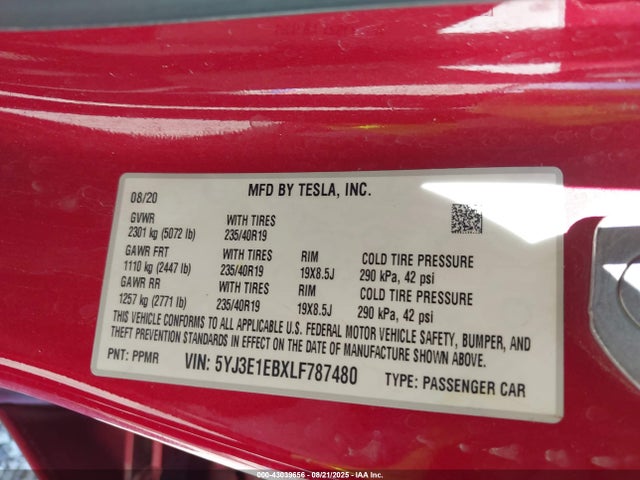 08/20 MFD BY TESLA, INC.
GVWR WITH TIRES
2301 kg (5072 lb) 235/40R19
GAWR FRT WITH TIRES RIM COLD TIRE PRESSURE
1110 kg (2447 lb) 235/40R19 19X8.5J 290 kPa, 42 psi
GAWR RR WITH TIRES RIM COLD TIRE PRESSURE
1257 kg (2771 lb) 235/40R19 19X8.5J 290 kPa, 42 psi
THIS VEHICLE CONFORMS TO ALL APPLICABLE U.S. FEDERAL MOTOR VEHICLE SAFETY, BUMPER, AND
THEFT PREVENTION STANDARDS IN EFFECT ON THE DATE OF MANUFACTURE SHOWN ABOVE.
PNT: PPMR VIN: 5YJ3E1EBXLF787480 TYPE: PASSENGER CAR
000-43039656 - 08/21/2025 - IAA Inc.